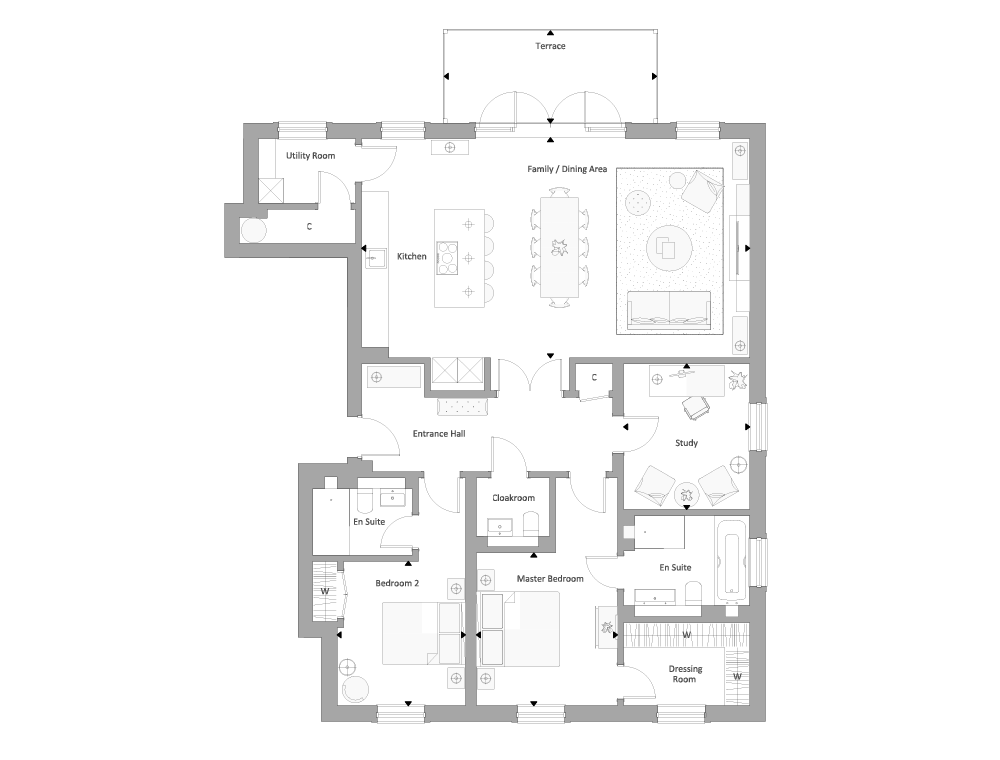 Terrace
Utility Room
Family / Dining Area
C
Kitchen
C
Entrance Hall
Study
Cloakroom
En Suite
En Suite
Master Bedroom
Bedroom 2
W
W
Dressing
Room
W